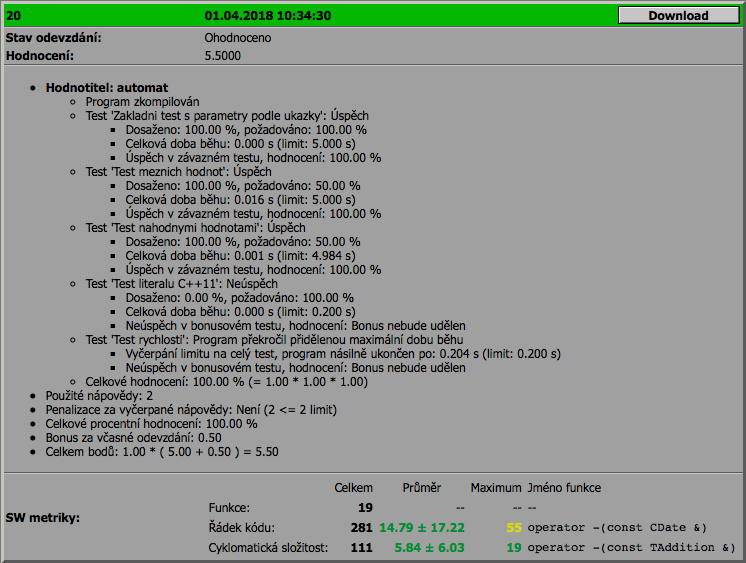 20 01.04.2018 10:34:30 Download
Stav odevzdání: Ohodnoceno
Hodnocení: 5.5000
Hodnotitel: automat
Program zkompilován
Test 'Zakladni test s parametry podle ukazky': Úspěch
Dosaženo: 100.00 %, požadováno: 100.00 %
Celková doba běhu: 0.000 s (limit: 5.000 s)
Úspěch v závazném testu, hodnocení: 100.00 %
Test 'Test meznich hodnot': Úspěch
Dosaženo: 100.00 %, požadováno: 50.00 %
Celková doba běhu: 0.016 s (limit: 5.000 s)
Úspěch v závazném testu, hodnocení: 100.00 %
Test 'Test nahodnymi hodnotami': Úspěch
Dosaženo: 100.00 %, požadováno: 50.00 %
Celková doba běhu: 0.001 s (limit: 4.984 s)
Úspěch v závazném testu, hodnocení: 100.00 %
Test 'Test literalu C++11': Neúspěch
Dosaženo: 0.00 %, požadováno: 100.00 %
Celková doba běhu: 0.000 s (limit: 0.200 s)
Neúspěch v bonusovém testu, hodnocení: Bonus nebude udělen
Test 'Test rychlosti': Program překročil přidělenou maximální dobu běhu
Vyčerpání limitu na celý test, program násilně ukončen po: 0.204 s (limit: 0.200 s)
Neúspěch v bonusovém testu, hodnocení: Bonus nebude udělen
Celkové hodnocení: 100.00 % (= 1.00 * 1.00 * 1.00)
Použité nápovědy: 2
Penalizace za vyčerpané nápovědy: Není (2 <= 2 limit)
Celkové procentní hodnocení: 100.00 %
Bonus za včasné odevzdání: 0.50
Celkem bodů: 1.00 * ( 5.00 + 0.50 ) = 5.50
SW metriky:
Celkem Průměr Maximum Jméno funkce
Funkce: 19 -- -- --
Řádek kódu: 281 14.79 ± 17.22 55 operator -(const CDate &)
Cyklomatická složitost: 111 5.84 ± 6.03 19 operator -(const TAddition &)